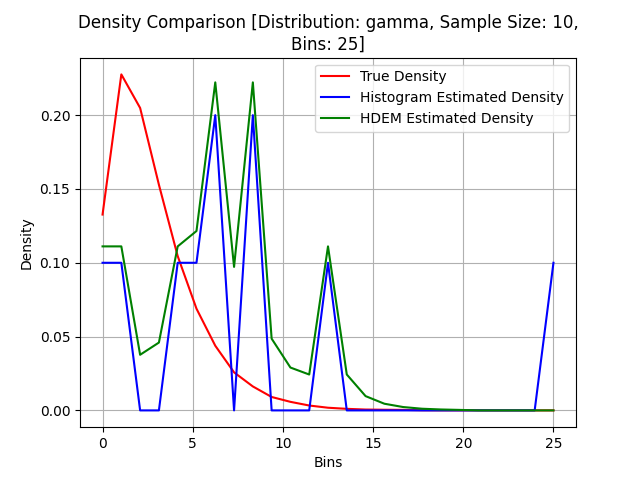 Density Comparison [Distribution: gamma, Sample Size: 10,
Bins: 25]
True Density
Histogram Estimated Density
HDEM Estimated Density
Density
0.20
0.15
0.10
0.05
0.00
0 5 10 15 20 25
Bins